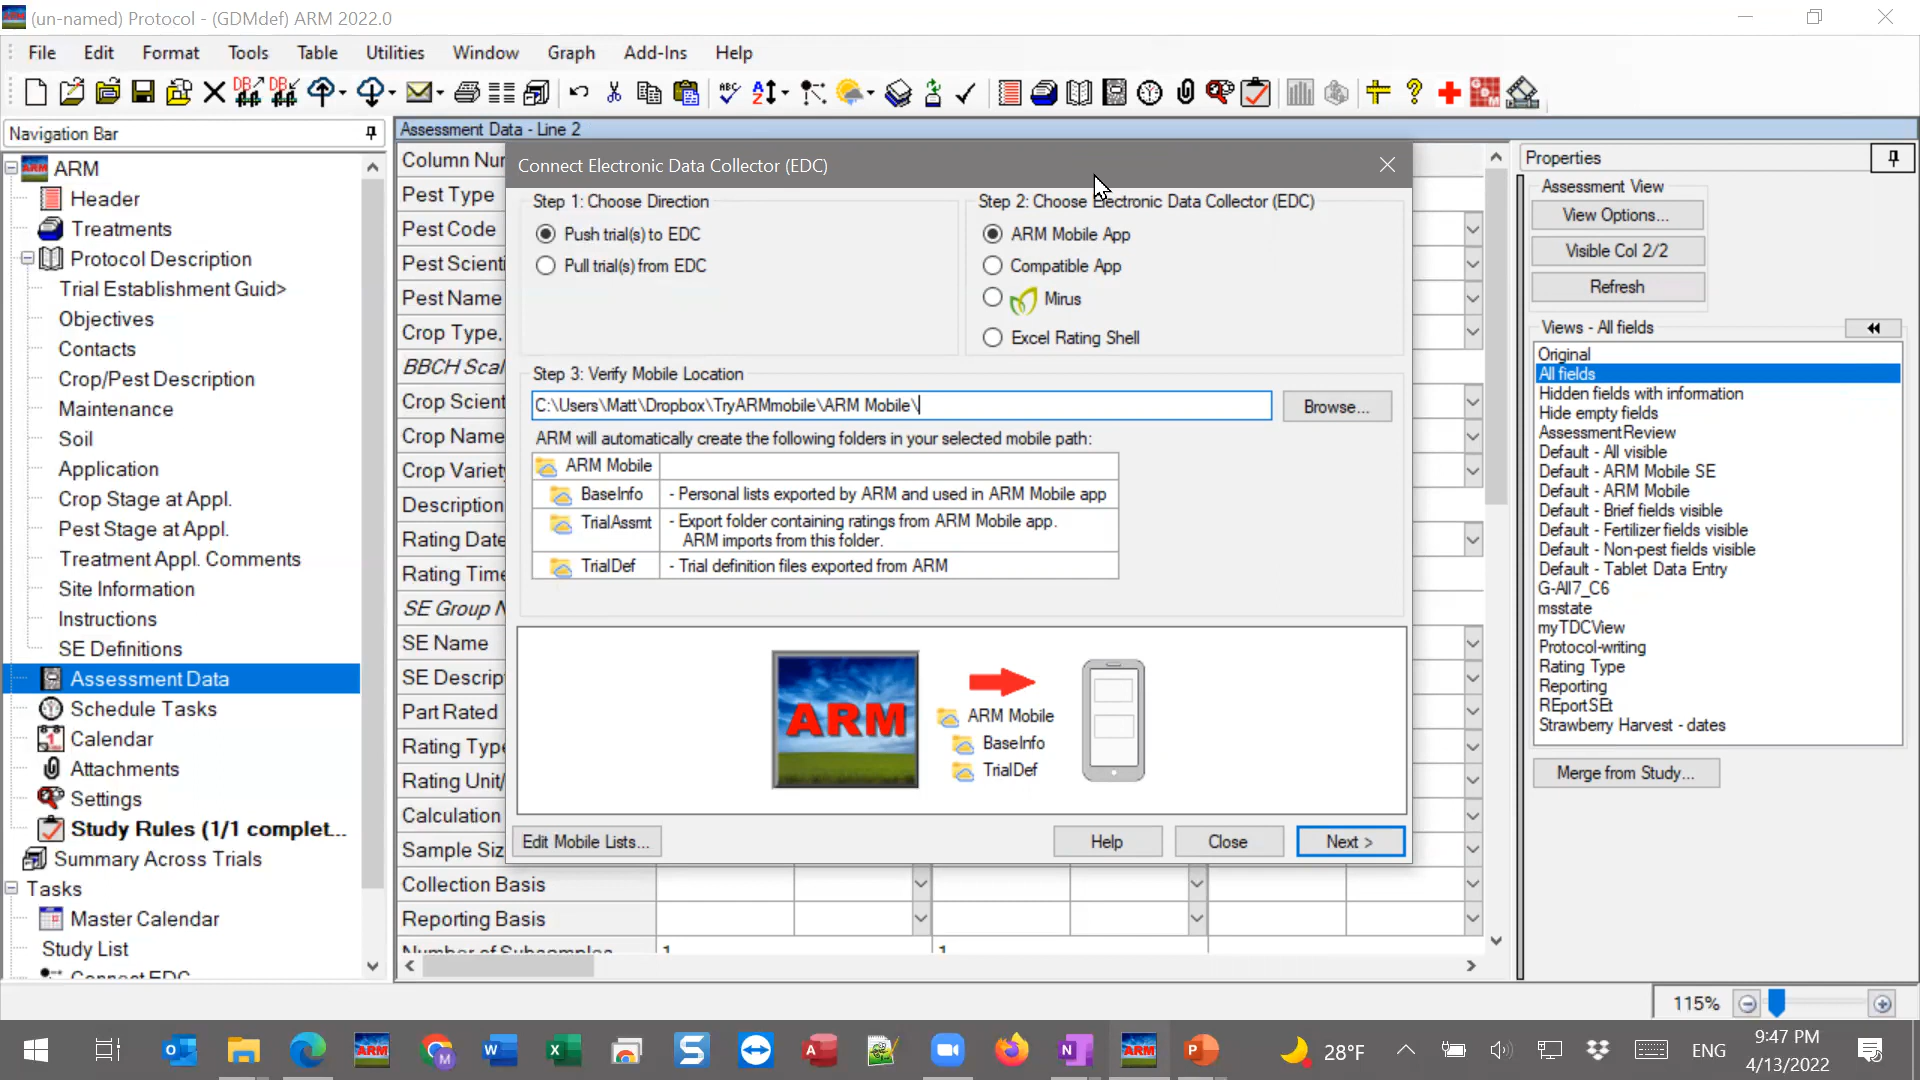 (un-named) Protocol - (GDMdef) ARM 2022.0
File Edit Format Tools Table Utilities Window Graph Add-Ins Help
Navigation Bar
ARM
Header
Treatments
Protocol Description
Trial Establishment Guid>
Objectives
Contacts
Crop/Pest Description
Maintenance
Soil
Application
Crop Stage at Appl.
Pest Stage at Appl.
Treatment Appl. Comments
Site Information
Instructions
SE Definitions
Assessment Data
Schedule Tasks
Calendar
Attachments
Settings
Study Rules (1/1 complet...
Summary Across Trials
Tasks
Master Calendar
Study List
Connect EDC
Assessment Data - Line 2
Column Nur
Pest Type
Pest Code
Pest Scienti
Pest Name
Crop Type,
BBCH Scal
Crop Scient
Crop Name
Crop Variety
Description
Rating Date
Rating Time
SE Group N
SE Name
SE Descrip
Part Rated
Rating Type
Rating Unit/
Calculation
Sample Siz
Collection Basis
Reporting Basis
Number of Subsamples 1 1
Connect Electronic Data Collector (EDC)
Step 1: Choose Direction
Push trial(s) to EDC
Pull trial(s) from EDC
Step 2: Choose Electronic Data Collector (EDC)
ARM Mobile App
Compatible App
Mirus
Excel Rating Shell
Step 3: Verify Mobile Location
C:\Users\Matt\Dropbox\TryARMmobile\ARM Mobile\
Browse...
ARM will automatically create the following folders in your selected mobile path:
ARM Mobile
BaseInfo - Personal lists exported by ARM and used in ARM Mobile app
TrialAssmt - Export folder containing ratings from ARM Mobile app.
ARM imports from this folder.
TrialDef - Trial definition files exported from ARM
ARM
ARM Mobile
BaseInfo
TrialDef
Edit Mobile Lists... Help Close Next >
Properties
Assessment View
View Options...
Visible Col 2/2
Refresh
Views - All fields
Original
All fields
Hidden fields with information
Hide empty fields
AssessmentReview
Default - All visible
Default - ARM Mobile SE
Default - ARM Mobile
Default - Brief fields visible
Default - Fertilizer fields visible
Default - Non-pest fields visible
Default - Tablet Data Entry
G-All7_C6
msstate
myTDCView
Protocol-writing
Rating Type
Reporting
REportSEt
Strawberry Harvest - dates
Merge from Study...
115%
28°F
ENG
9:47 PM
4/13/2022